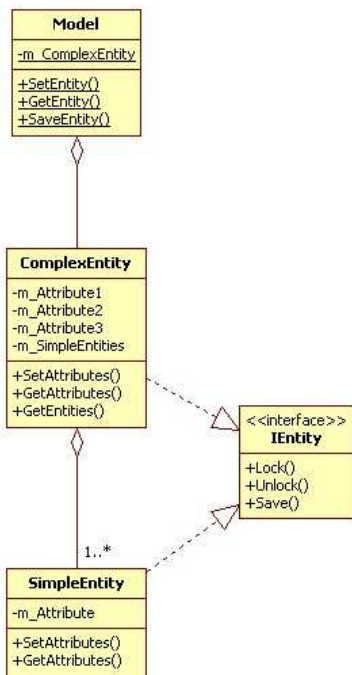 Model
-m_ComplexEntity
+SetEntity()
+GetEntity()
+SaveEntity()
ComplexEntity
-m_Attribute1
-m_Attribute2
-m_Attribute3
-m_SimpleEntities
+SetAttributes()
+GetAttributes()
+GetEntities()
<<interface>>
IEntity
+Lock()
+Unlock()
+Save()
1..*
SimpleEntity
-m_Attribute
+SetAttributes()
+GetAttributes()